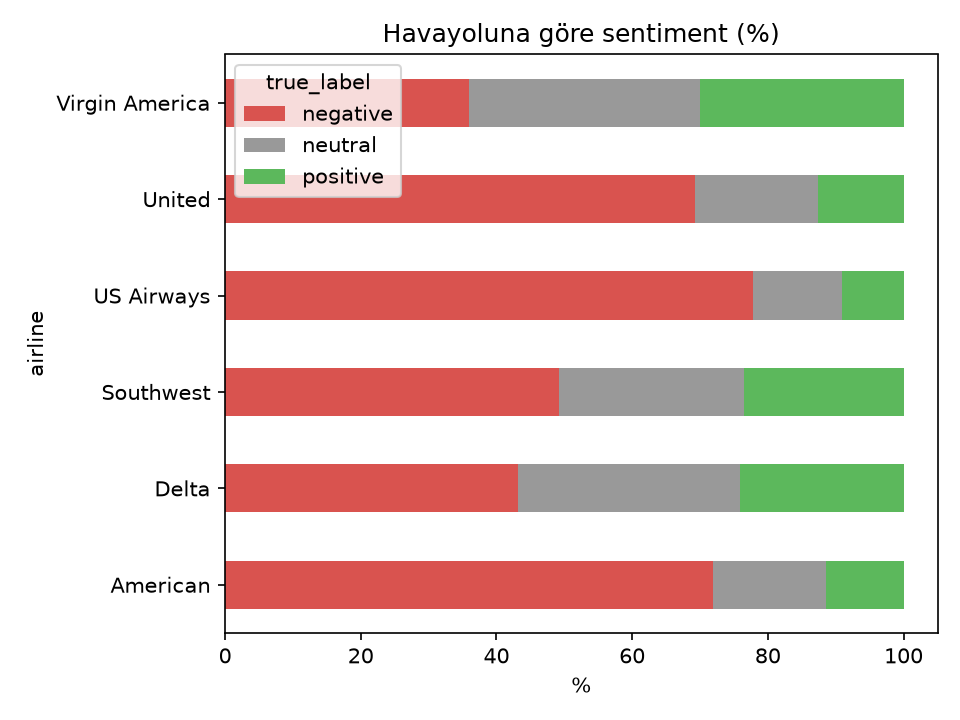 Havayoluna göre sentiment (%)
true_label
negative
neutral
positive
Virgin America
United
US Airways
Southwest
Delta
American
airline
0 20 40 60 80 100
%